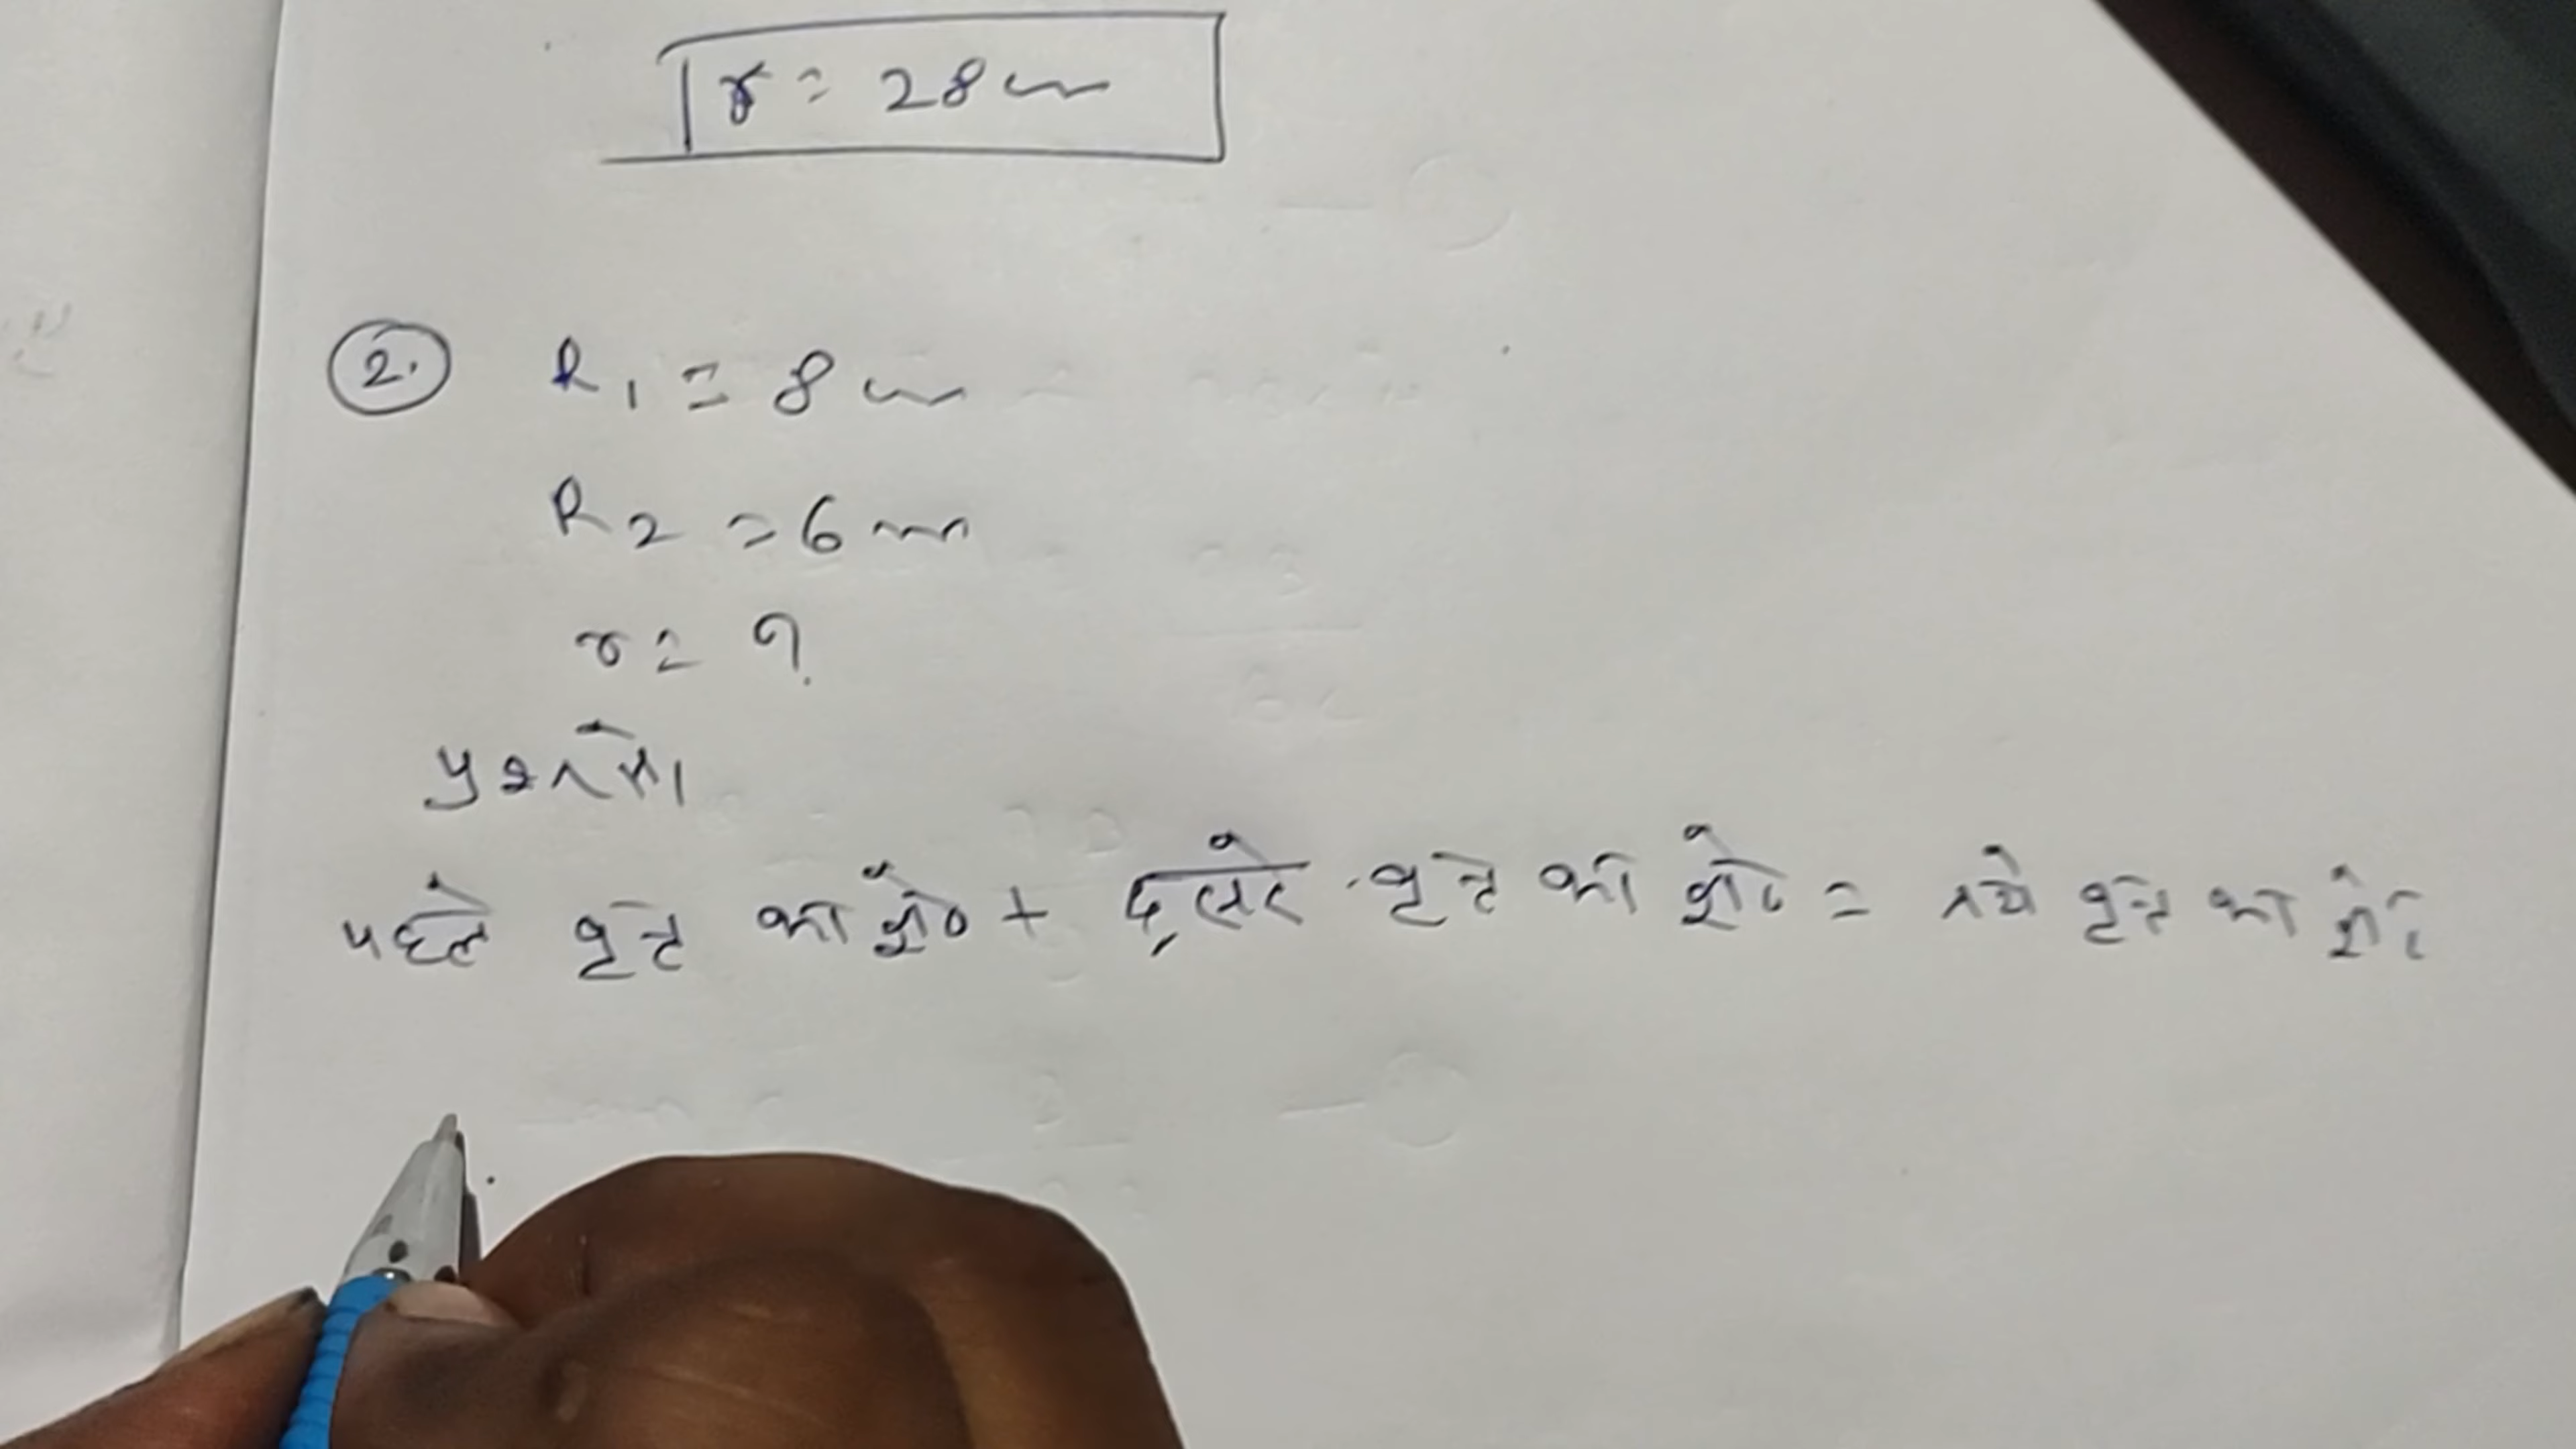 r = 28 cm
2. R1 = 8 cm
R2 = 6 cm
r = ?
प्रश्न से।
पहले वृत्त का क्षे० + दूसरे वृत्त का क्षे० = नये वृत्त का क्षे०